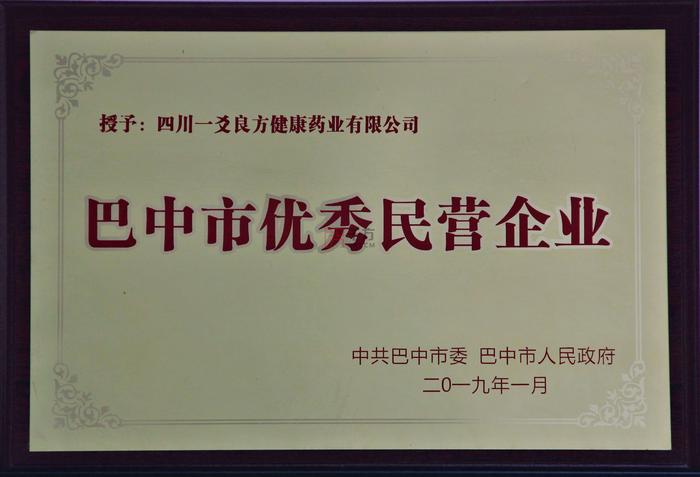 授予：四川一爻良方健康药业有限公司
巴中市优秀民营企业
中共巴中市委 巴中市人民政府
二〇一九年一月